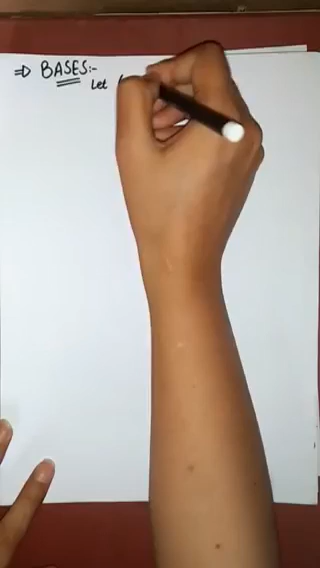 ⇒ BASES:-
Let (